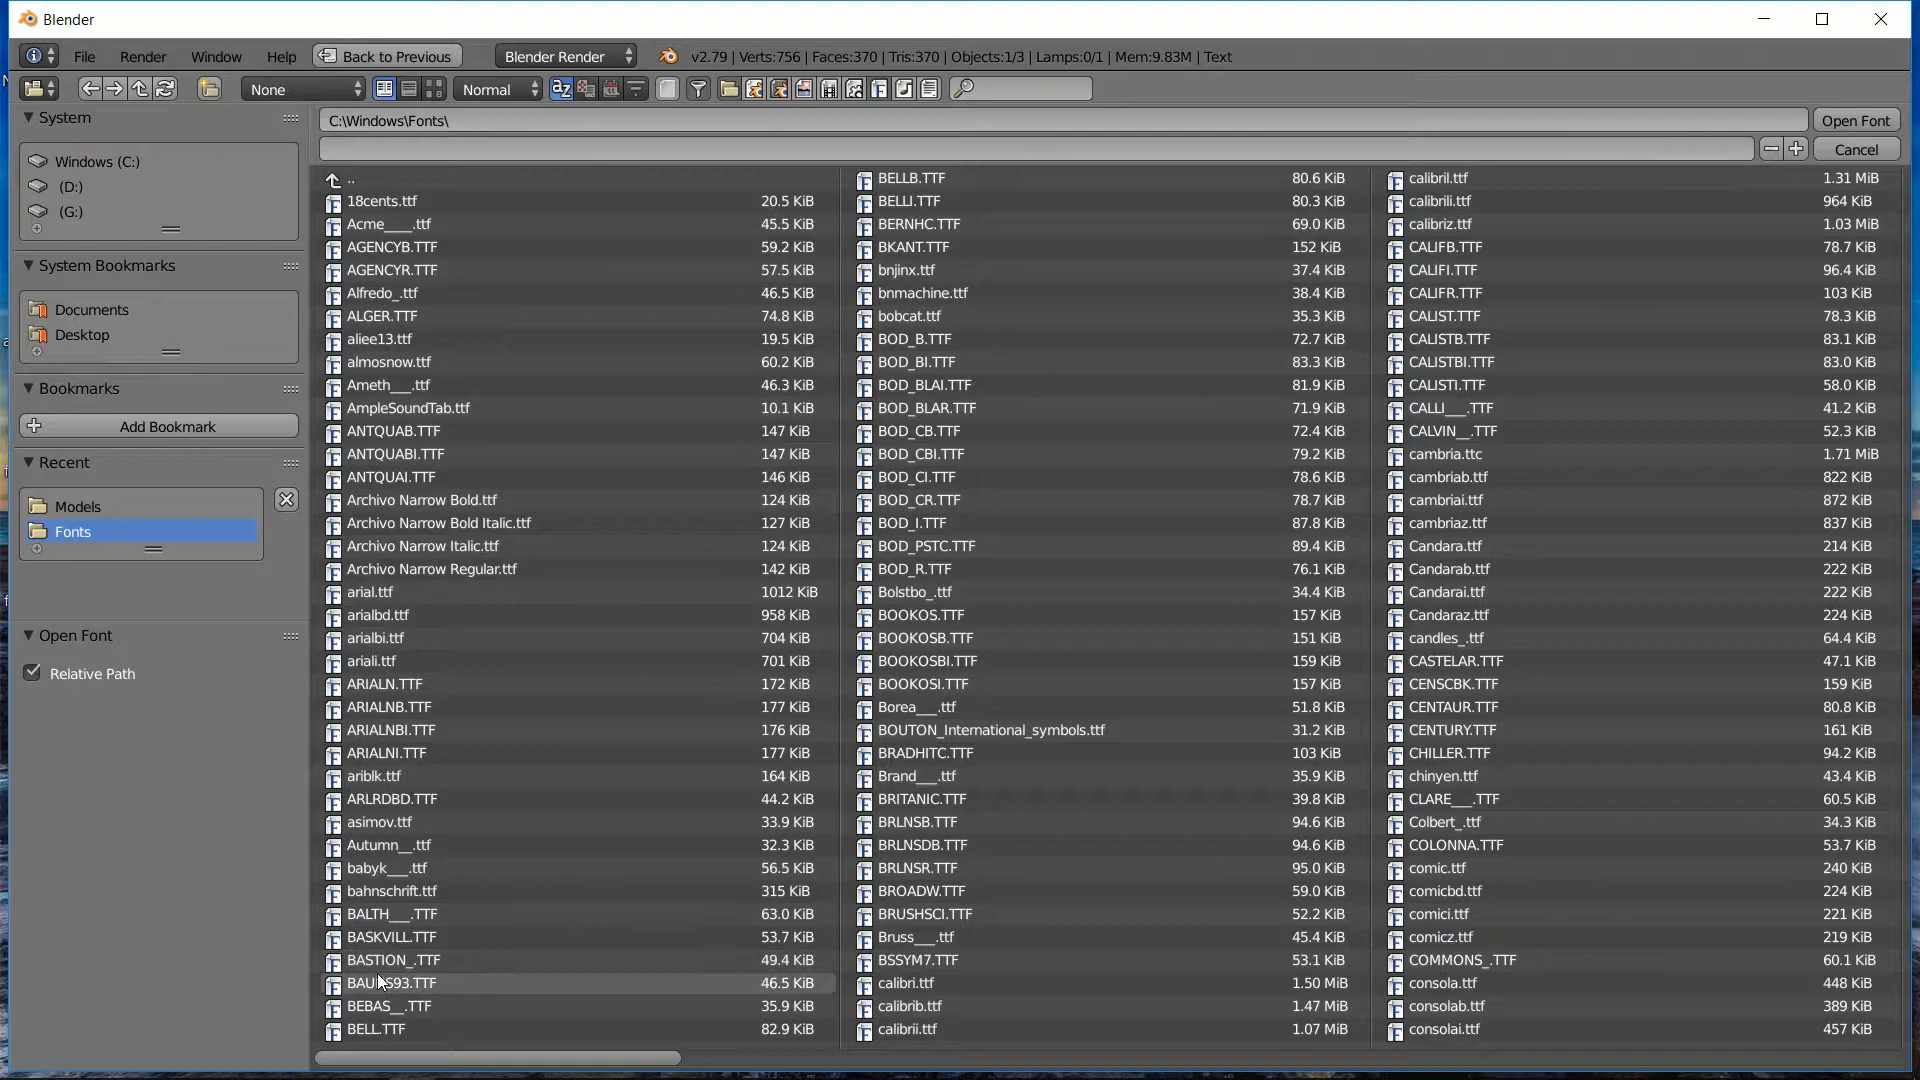 Blender
File Render Window Help Back to Previous Blender Render v2.79 | Verts:756 | Faces:370 | Tris:370 | Objects:1/3 | Lamps:0/1 | Mem:9.83M | Text
None Normal
System
Windows (C:)
(D:)
(G:)
System Bookmarks
Documents
Desktop
Bookmarks
Add Bookmark
Recent
Models
Fonts
Open Font
Relative Path
C:\Windows\Fonts\ Open Font
Cancel
..
18cents.ttf 20.5 KiB
Acme____.ttf 45.5 KiB
AGENCYB.TTF 59.2 KiB
AGENCYR.TTF 57.5 KiB
Alfredo_.ttf 46.5 KiB
ALGER.TTF 74.8 KiB
aliee13.ttf 19.5 KiB
almosnow.ttf 60.2 KiB
Ameth___.ttf 46.3 KiB
AmpleSoundTab.ttf 10.1 KiB
ANTQUAB.TTF 147 KiB
ANTQUABI.TTF 147 KiB
ANTQUAI.TTF 146 KiB
Archivo Narrow Bold.ttf 124 KiB
Archivo Narrow Bold Italic.ttf 127 KiB
Archivo Narrow Italic.ttf 124 KiB
Archivo Narrow Regular.ttf 142 KiB
arial.ttf 1012 KiB
arialbd.ttf 958 KiB
arialbi.ttf 704 KiB
ariali.ttf 701 KiB
ARIALN.TTF 172 KiB
ARIALNB.TTF 177 KiB
ARIALNBI.TTF 176 KiB
ARIALNI.TTF 177 KiB
ariblk.ttf 164 KiB
ARLRDBD.TTF 44.2 KiB
asimov.ttf 33.9 KiB
Autumn__.ttf 32.3 KiB
babyk___.ttf 56.5 KiB
bahnschrift.ttf 315 KiB
BALTH___.TTF 63.0 KiB
BASKVILL.TTF 53.7 KiB
BASTION_.TTF 49.4 KiB
BAUHS93.TTF 46.5 KiB
BEBAS__.TTF 35.9 KiB
BELL.TTF 82.9 KiB
BELLB.TTF 80.6 KiB
BELLI.TTF 80.3 KiB
BERNHC.TTF 69.0 KiB
BKANT.TTF 152 KiB
bnjinx.ttf 37.4 KiB
bnmachine.ttf 38.4 KiB
bobcat.ttf 35.3 KiB
BOD_B.TTF 72.7 KiB
BOD_BI.TTF 83.3 KiB
BOD_BLAI.TTF 81.9 KiB
BOD_BLAR.TTF 71.9 KiB
BOD_CB.TTF 72.4 KiB
BOD_CBI.TTF 79.2 KiB
BOD_CI.TTF 78.6 KiB
BOD_CR.TTF 78.7 KiB
BOD_I.TTF 87.8 KiB
BOD_PSTC.TTF 89.4 KiB
BOD_R.TTF 76.1 KiB
Bolstbo_.ttf 34.4 KiB
BOOKOS.TTF 157 KiB
BOOKOSB.TTF 151 KiB
BOOKOSBI.TTF 159 KiB
BOOKOSI.TTF 157 KiB
Borea___.ttf 51.8 KiB
BOUTON_International_symbols.ttf 31.2 KiB
BRADHITC.TTF 103 KiB
Brand___.ttf 35.9 KiB
BRITANIC.TTF 39.8 KiB
BRLNSB.TTF 94.6 KiB
BRLNSDB.TTF 94.6 KiB
BRLNSR.TTF 95.0 KiB
BROADW.TTF 59.0 KiB
BRUSHSCI.TTF 52.2 KiB
Bruss___.ttf 45.4 KiB
BSSYM7.TTF 53.1 KiB
calibri.ttf 1.50 MiB
calibrib.ttf 1.47 MiB
calibrii.ttf 1.07 MiB
calibril.ttf 1.31 MiB
calibrili.ttf 964 KiB
calibriz.ttf 1.03 MiB
CALIFB.TTF 78.7 KiB
CALIFI.TTF 96.4 KiB
CALIFR.TTF 103 KiB
CALIST.TTF 78.3 KiB
CALISTB.TTF 83.1 KiB
CALISTBI.TTF 83.0 KiB
CALISTI.TTF 58.0 KiB
CALLI___.TTF 41.2 KiB
CALVIN__.TTF 52.3 KiB
cambria.ttc 1.71 MiB
cambriab.ttf 822 KiB
cambriai.ttf 872 KiB
cambriaz.ttf 837 KiB
Candara.ttf 214 KiB
Candarab.ttf 222 KiB
Candarai.ttf 222 KiB
Candaraz.ttf 224 KiB
candles_.ttf 64.4 KiB
CASTELAR.TTF 47.1 KiB
CENSCBK.TTF 159 KiB
CENTAUR.TTF 80.8 KiB
CENTURY.TTF 161 KiB
CHILLER.TTF 94.2 KiB
chinyen.ttf 43.4 KiB
CLARE___.TTF 60.5 KiB
Colbert_.ttf 34.3 KiB
COLONNA.TTF 53.7 KiB
comic.ttf 240 KiB
comicbd.ttf 224 KiB
comici.ttf 221 KiB
comicz.ttf 219 KiB
COMMONS_.TTF 60.1 KiB
consola.ttf 448 KiB
consolab.ttf 389 KiB
consolai.ttf 457 KiB